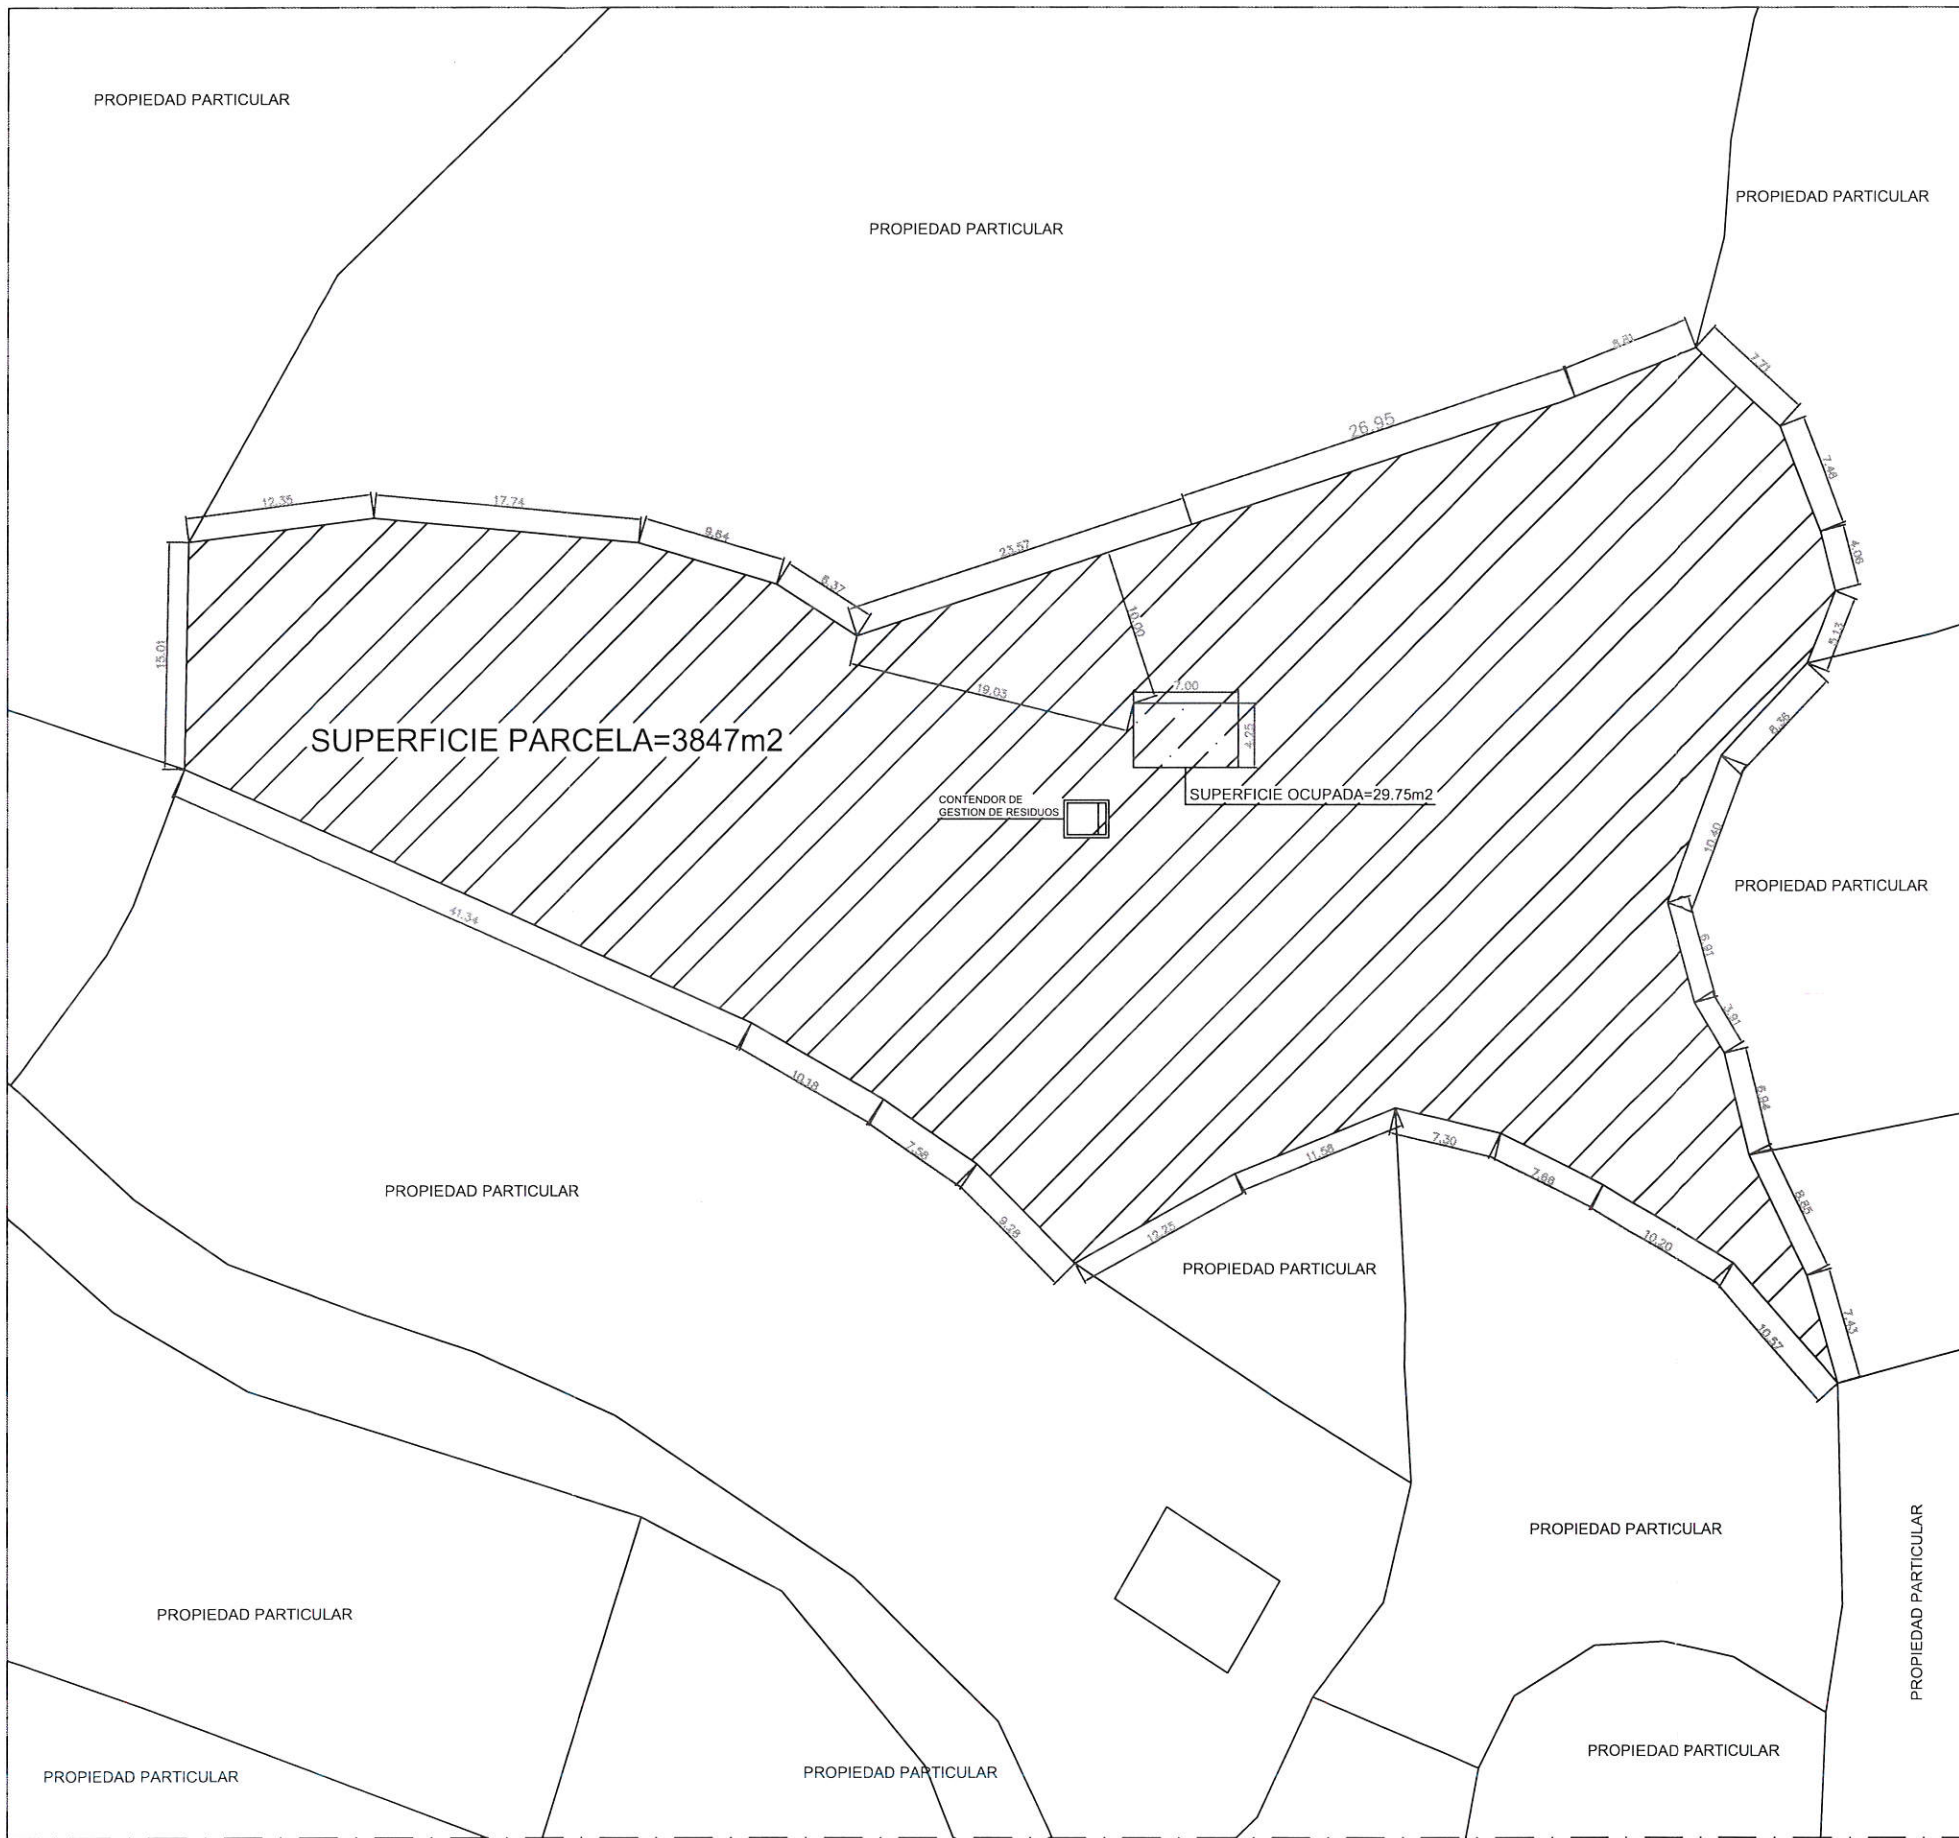 PROPIEDAD PARTICULAR
PROPIEDAD PARTICULAR
PROPIEDAD PARTICULAR
8.81
7.71
26.95
7.48
12.35
17.74
9.84
23.57
4.06
6.37
10.00
5.13
15.01
19.03
7.00
4.25
8.36
SUPERFICIE PARCELA=3847m2
SUPERFICIE OCUPADA=29.75m2
CONTENDOR DE
GESTION DE RESIDUOS
10.40
PROPIEDAD PARTICULAR
41.34
6.91
3.91
10.18
6.94
7.58
11.58
7.30
7.68
PROPIEDAD PARTICULAR
8.85
9.28
12.25
10.20
PROPIEDAD PARTICULAR
7.43
10.57
PROPIEDAD PARTICULAR
PROPIEDAD PARTICULAR
PROPIEDAD PARTICULAR
PROPIEDAD PARTICULAR
PROPIEDAD PARTICULAR
PROPIEDAD PARTICULAR